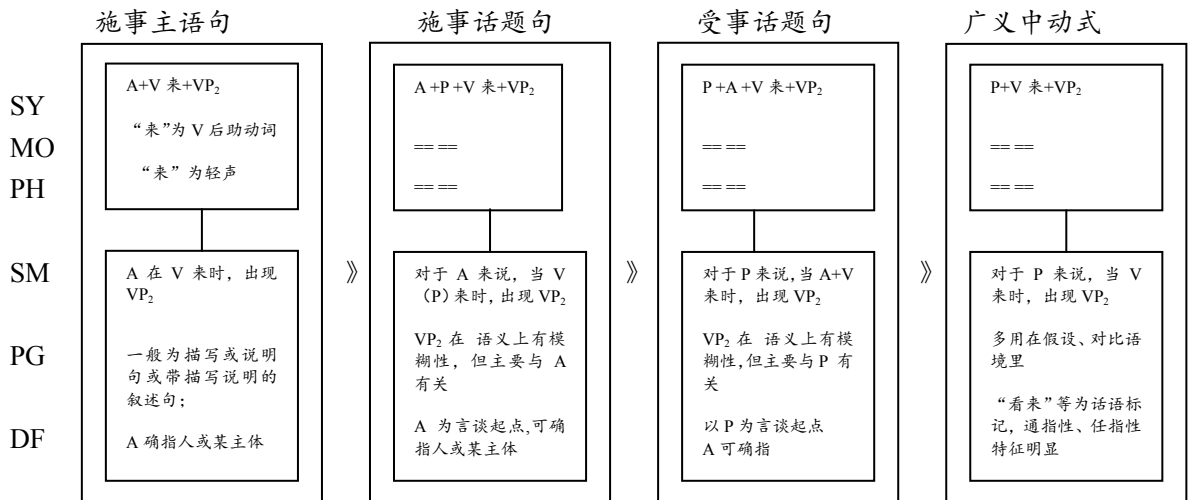 施事主语句
施事话题句
受事话题句
广义中动式
SY
MO
PH
SM
PG
DF
A+V 来+VP₂
“来”为 V 后助动词
“来”为轻声
A 在 V 来时，出现
VP₂
一般为描写或说明
句或带描写说明的
叙述句；
A 确指人或某主体
》
A +P +V 来+VP₂
== ==
== ==
对于 A 来说，当 V
（P）来时，出现 VP₂
VP₂ 在 语义上有模
糊性，但主要与 A
有关
A 为言谈起点,可确
指人或某主体
》
P +A +V 来+VP₂
== ==
== ==
对于 P 来说，当 A+V
来时，出现 VP₂
VP₂ 在 语义上有模
糊性,但主要与 P 有
关
以 P 为言谈起点
A 可确指
》
P+V 来+VP₂
== ==
== ==
对于 P 来说，当 V
来时，出现 VP₂
多用在假设、对比语
境里
“看来”等为话语标
记，通指性、任指性
特征明显